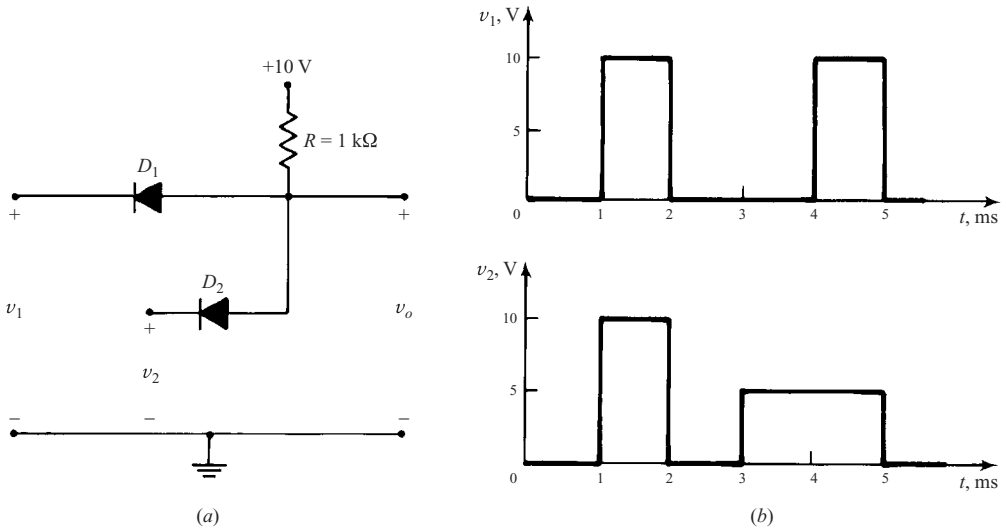 +10 V
R = 1 kΩ
D₁
+ +
D₂
v₁ + vₒ
v₂
− − −
(a)
v₁, V
10
5
0 1 2 3 4 5 t, ms
v₂, V
10
5
0 1 2 3 4 5 t, ms
(b)